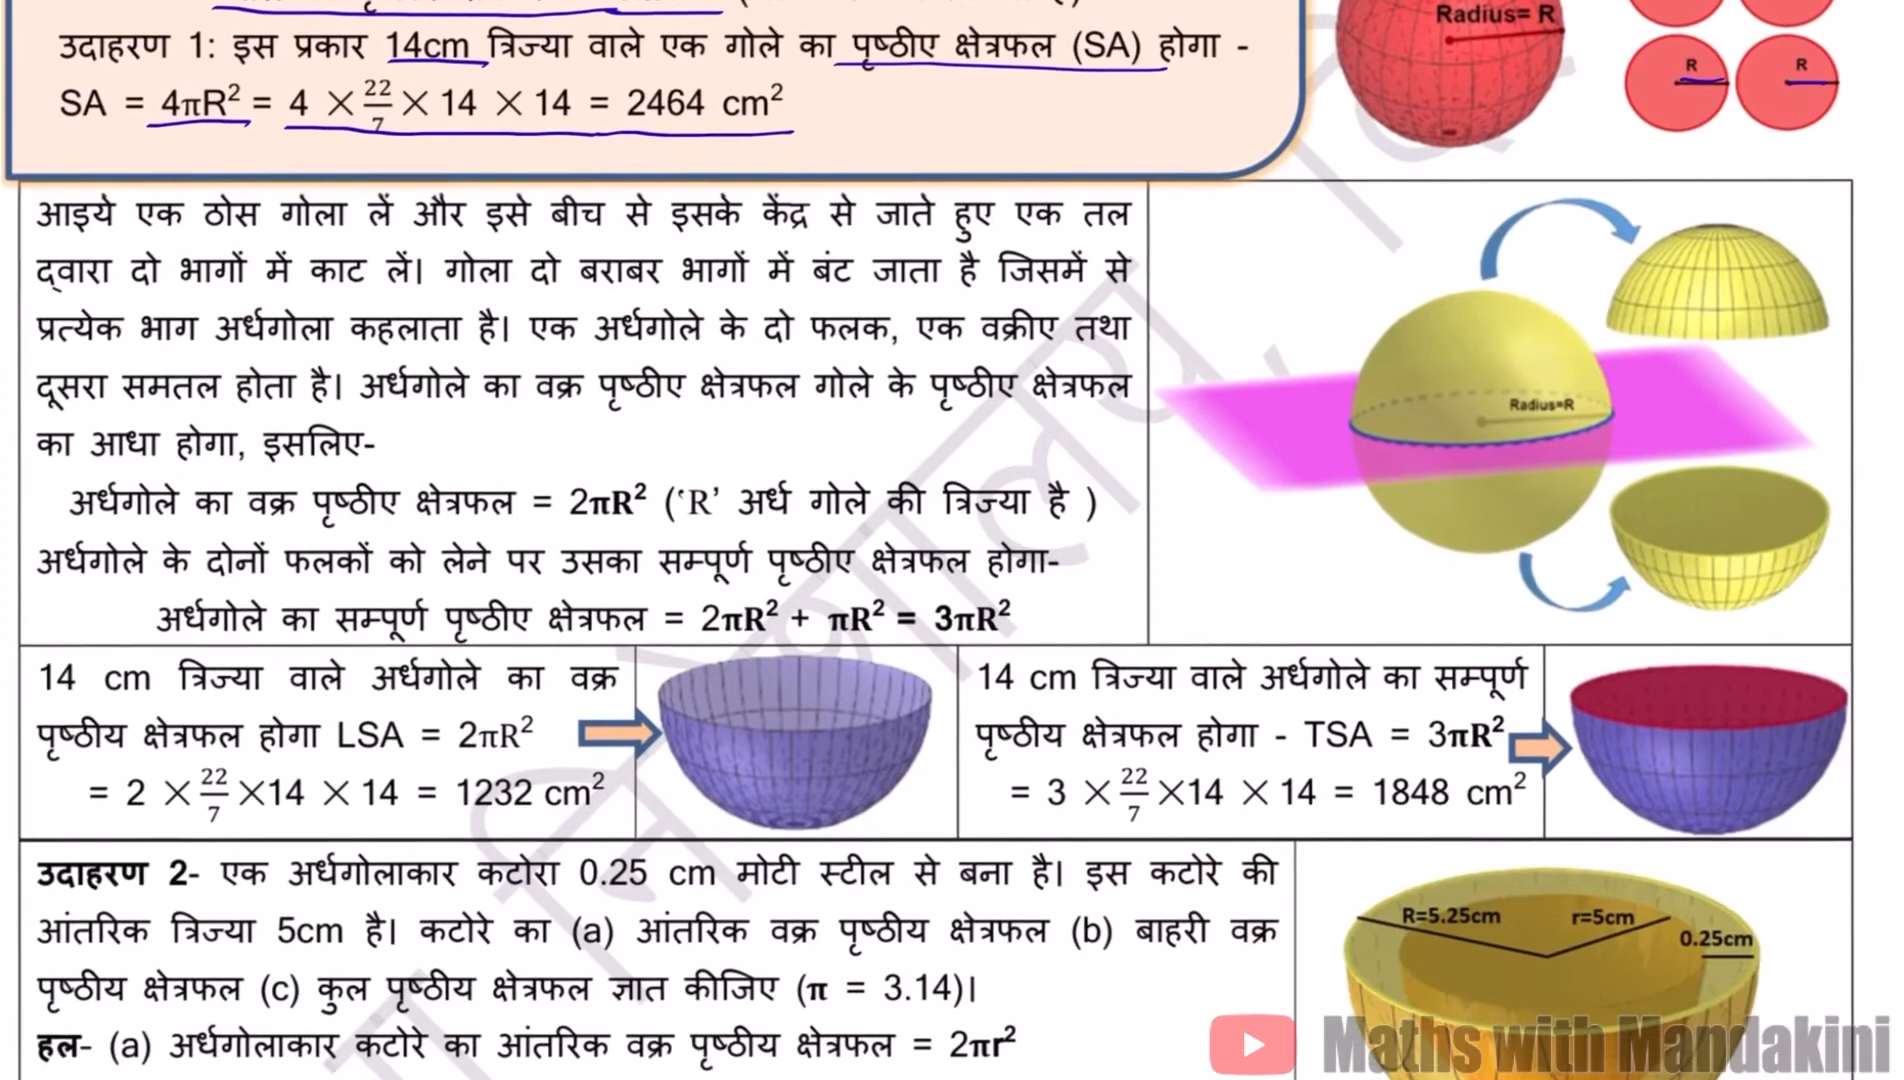 उदाहरण 1: इस प्रकार 14cm त्रिज्या वाले एक गोले का पृष्ठीए क्षेत्रफल (SA) होगा -
SA = 4πR² = 4 × 22/7 × 14 × 14 = 2464 cm²
Radius= R
R R
आइये एक ठोस गोला लें और इसे बीच से इसके केंद्र से जाते हुए एक तल
द्वारा दो भागों में काट लें। गोला दो बराबर भागों में बंट जाता है जिसमें से
प्रत्येक भाग अर्धगोला कहलाता है। एक अर्धगोले के दो फलक, एक वक्रीए तथा
दूसरा समतल होता है। अर्धगोले का वक्र पृष्ठीए क्षेत्रफल गोले के पृष्ठीए क्षेत्रफल
का आधा होगा, इसलिए-
अर्धगोले का वक्र पृष्ठीए क्षेत्रफल = 2πR² (‘R’ अर्ध गोले की त्रिज्या है )
अर्धगोले के दोनों फलकों को लेने पर उसका सम्पूर्ण पृष्ठीए क्षेत्रफल होगा-
अर्धगोले का सम्पूर्ण पृष्ठीए क्षेत्रफल = 2πR² + πR² = 3πR²
Radius=R
14 cm त्रिज्या वाले अर्धगोले का वक्र
पृष्ठीय क्षेत्रफल होगा LSA = 2πR²
= 2 × 22/7 ×14 × 14 = 1232 cm²
14 cm त्रिज्या वाले अर्धगोले का सम्पूर्ण
पृष्ठीय क्षेत्रफल होगा - TSA = 3πR²
= 3 × 22/7 ×14 × 14 = 1848 cm²
उदाहरण 2- एक अर्धगोलाकार कटोरा 0.25 cm मोटी स्टील से बना है। इस कटोरे की
आंतरिक त्रिज्या 5cm है। कटोरे का (a) आंतरिक वक्र पृष्ठीय क्षेत्रफल (b) बाहरी वक्र
पृष्ठीय क्षेत्रफल (c) कुल पृष्ठीय क्षेत्रफल ज्ञात कीजिए (π = 3.14)।
हल- (a) अर्धगोलाकार कटोरे का आंतरिक वक्र पृष्ठीय क्षेत्रफल = 2πr²
R=5.25cm r=5cm
0.25cm
Maths with Mandakini